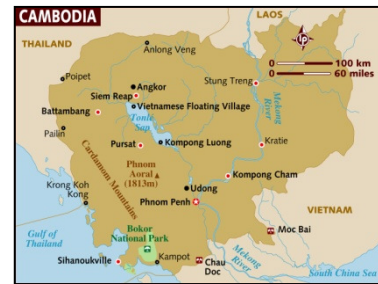 CAMBODIA
LAOS
THAILAND
Anlong Veng
lp
0 100 km
0 60 miles
Poipet
Stung Treng
Angkor
Siem Reap
Mekong
River
Battambang
Vietnamese Floating Village
Tonle
Sap
Pailin
Pursat
Kompong Luong
Kratie
Cardamom Mountains
Phnom
Aoral
(1813m)
Kompong Cham
Krong Koh
Kong
Udong
Phnom Penh
VIETNAM
Gulf of
Thailand
Bokor
National Park
Moc Bai
Sihanoukville
Kampot
Chau
Doc
Mekong
River
South China Sea